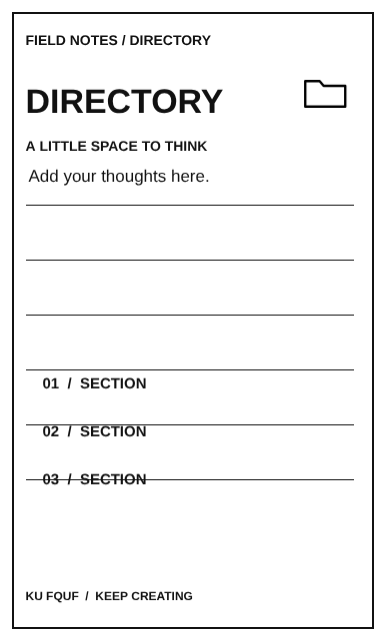 FIELD NOTES / DIRECTORY
DIRECTORY
A LITTLE SPACE TO THINK
Add your thoughts here.
01 / SECTION
02 / SECTION
03 / SECTION
KU FQUF / KEEP CREATING